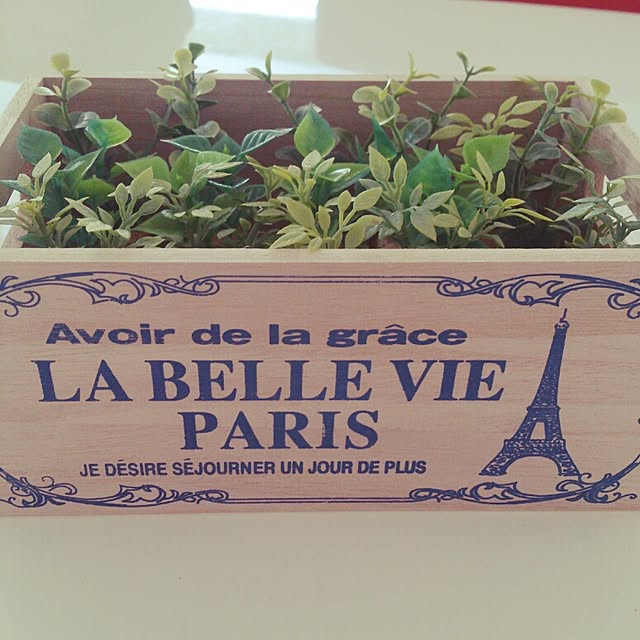 Avoir de la grâce
LA BELLE VIE
PARIS
JE DÉSIRE SÉJOURNER UN JOUR DE PLUS